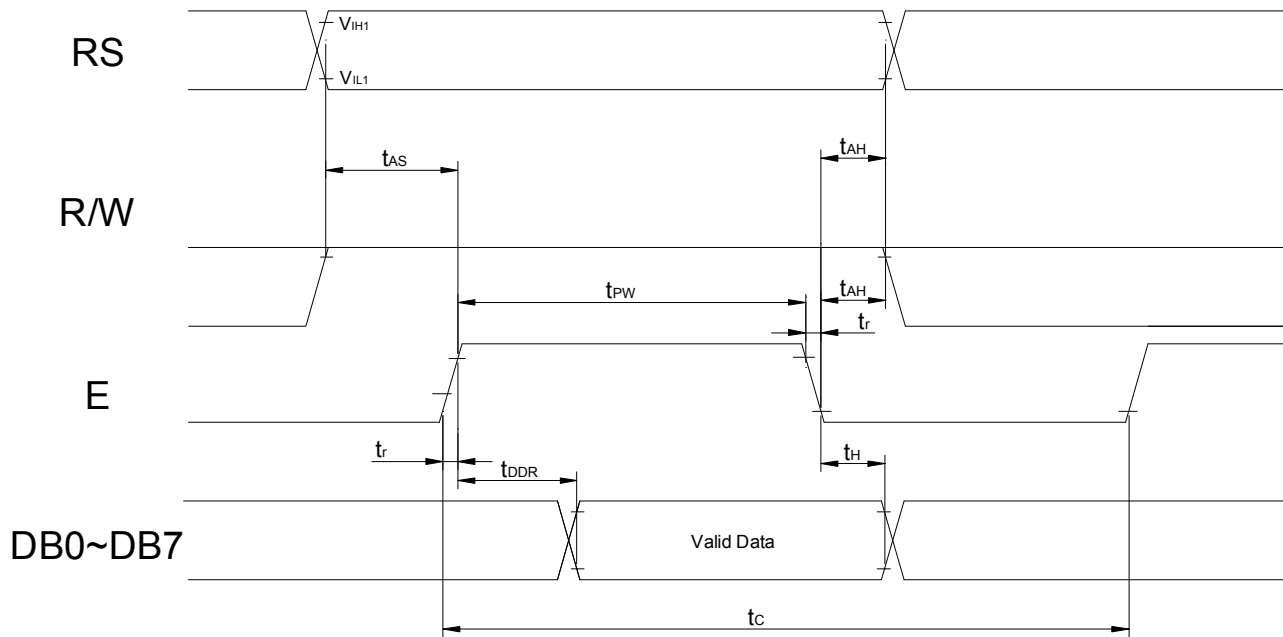 RS
VIH1
VIL1
tAS
tAH
R/W
tPW
tAH
tr
E
tr
tDDR
tH
DB0~DB7
Valid Data
tC